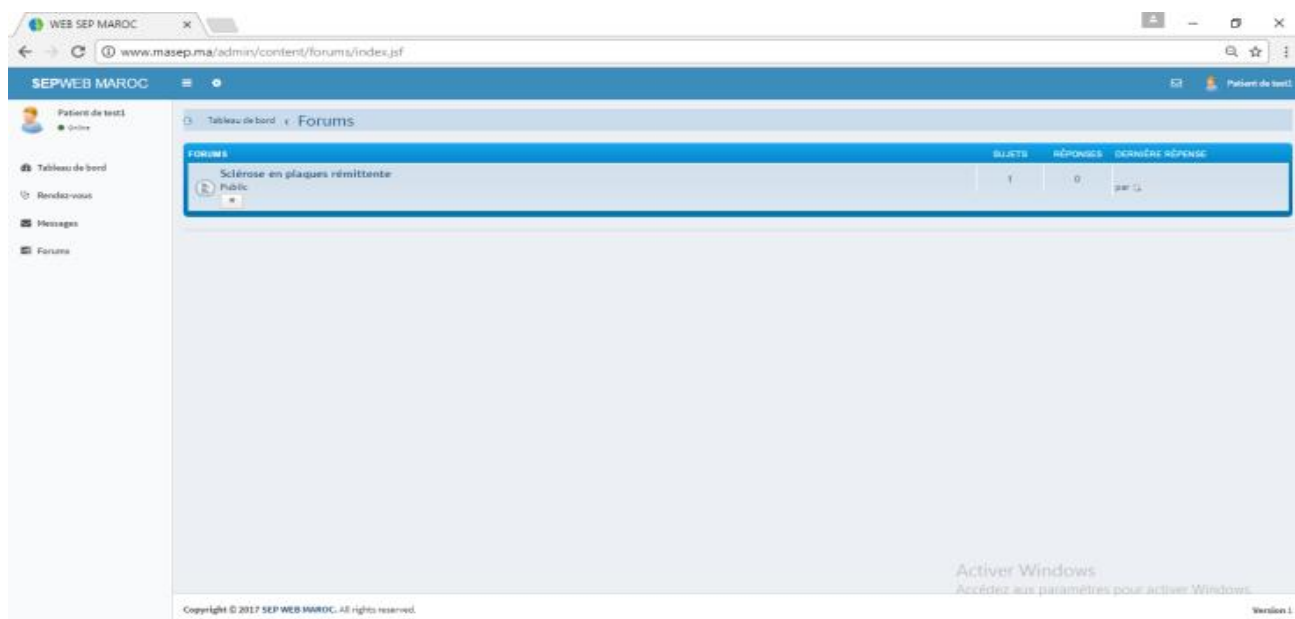 WEB SEP MAROC
www.masep.ma/admin/content/forums/index.jsf
SEPWEB MAROC
Patient de test1
Patient de test1
Online
Tableau de bord
Forums
Tableau de bord
Rendez-vous
Messages
Forums
FORUMS SUJETS RÉPONSES DERNIÈRE RÉPENSE
Sclérose en plaques rémittente
Public
1 0 par
Activer Windows
Accédez aux paramètres pour activer Windows.
Copyright © 2017 SEP WEB MAROC. All rights reserved.
Version 1